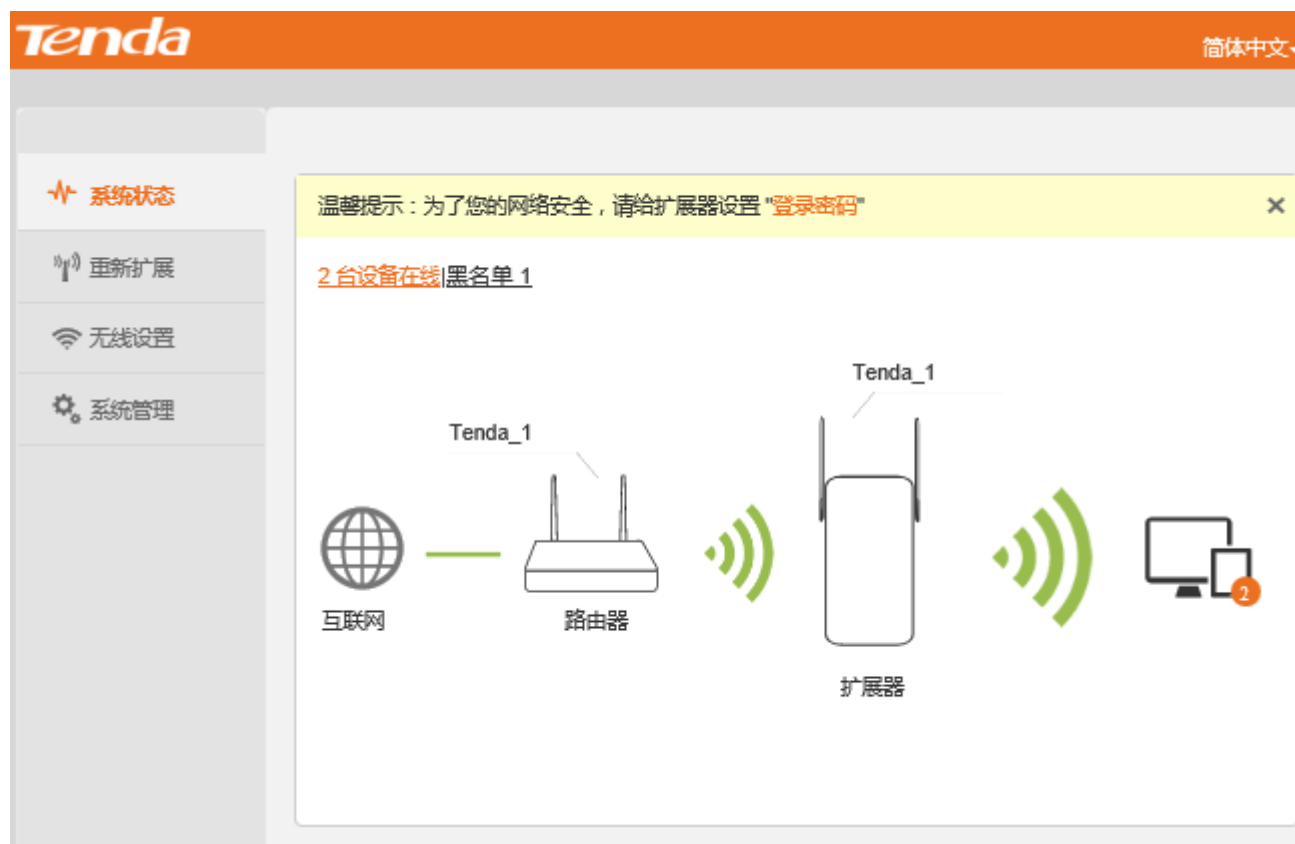 Tenda
简体中文
系统状态
重新扩展
无线设置
系统管理
温馨提示：为了您的网络安全，请给扩展器设置 "登录密码"
2 台设备在线|黑名单 1
Tenda_1
Tenda_1
互联网
路由器
扩展器
2